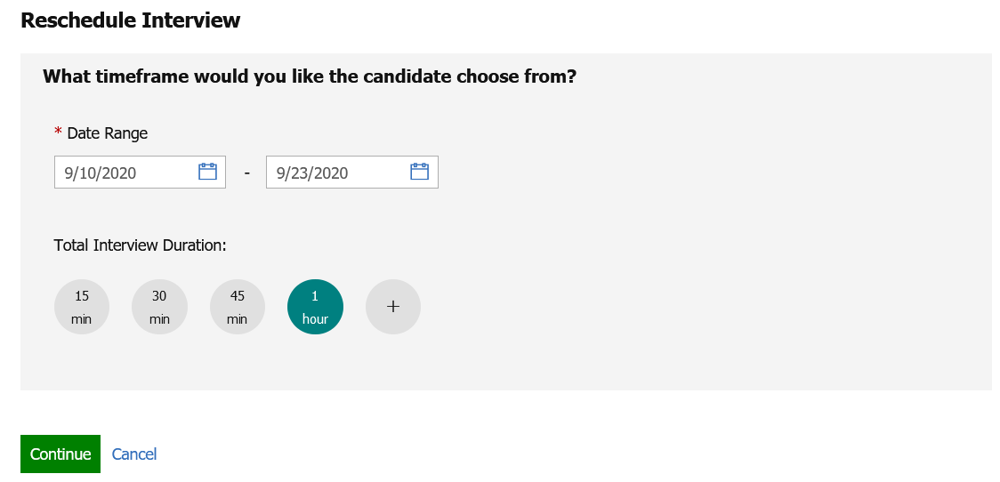 Reschedule Interview
What timeframe would you like the candidate choose from?
* Date Range
9/10/2020 - 9/23/2020
Total Interview Duration:
15 30 45 1 +
min min min hour
Continue Cancel